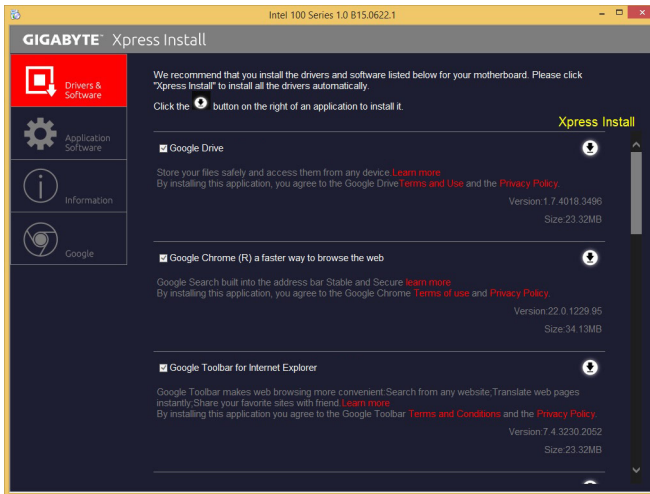 Intel 100 Series 1.0 B15.0622.1
GIGABYTE™ Xpress Install
Drivers &
Software
Application
Software
Information
Google
We recommend that you install the drivers and software listed below for your motherboard. Please click
"Xpress Install" to install all the drivers automatically.
Click the button on the right of an application to install it.
Xpress Install
Google Drive
Store your files safely and access them from any device.Learn more
By installing this application, you agree to the Google DriveTerms and Use and the Privacy Policy.
Version:1.7.4018.3496
Size:23.32MB
Google Chrome (R) a faster way to browse the web
Google Search built into the address bar Stable and Secure learn more
By installing this application, you agree to the Google Chrome Terms of use and Privacy Policy.
Version:22.0.1229.95
Size:34.13MB
Google Toolbar for Internet Explorer
Google Toolbar makes web browsing more convenient:Search from any website;Translate web pages
instantly;Share your favorite sites with friend.Learn more
By installing this application you agree to the Google Toolbar Terms and Conditions and the Privacy Policy.
Version:7.4.3230.2052
Size:23.32MB